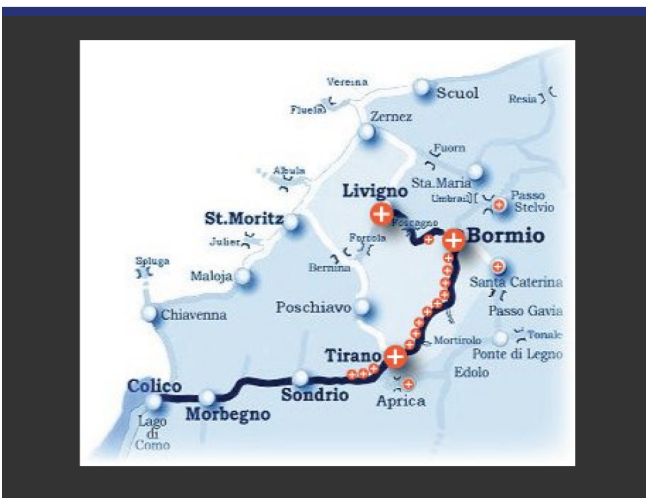 Vereina
Scuol
Resia
Fluela
Zernez
Fuorn
Albula
Sta.Maria
Livigno
Umbrail
Passo
Stelvio
Foscagno
St.Moritz
Bormio
Julier
Forcola
Spluga
Bernina
Maloja
Santa Caterina
Poschiavo
Passo Gavia
Chiavenna
Tonale
Mortirolo
Tirano
Ponte di Legno
Edolo
Colico
Sondrio
Aprica
Morbegno
Lago
di
Como